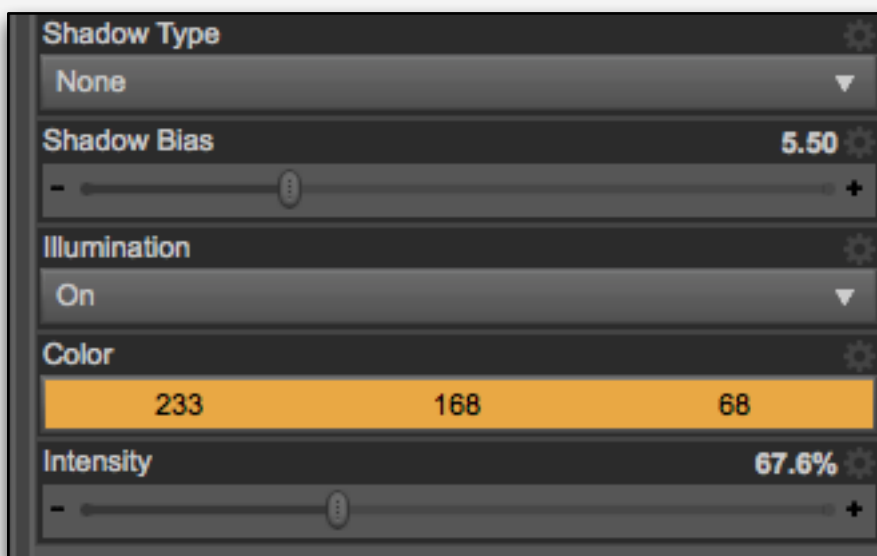 Shadow Type
None
Shadow Bias 5.50
- +
Illumination
On
Color
233 168 68
Intensity 67.6%
- +